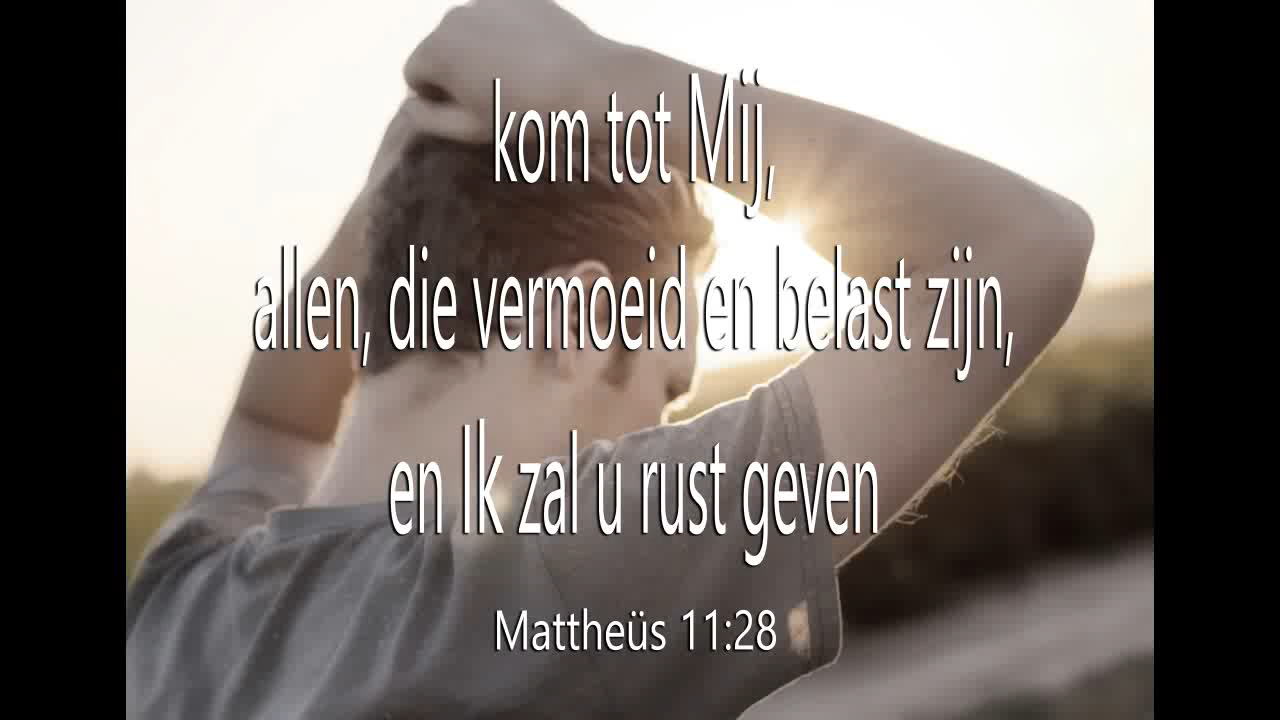 kom tot Mij,
allen, die vermoeid en belast zijn,
en Ik zal u rust geven
Mattheüs 11:28